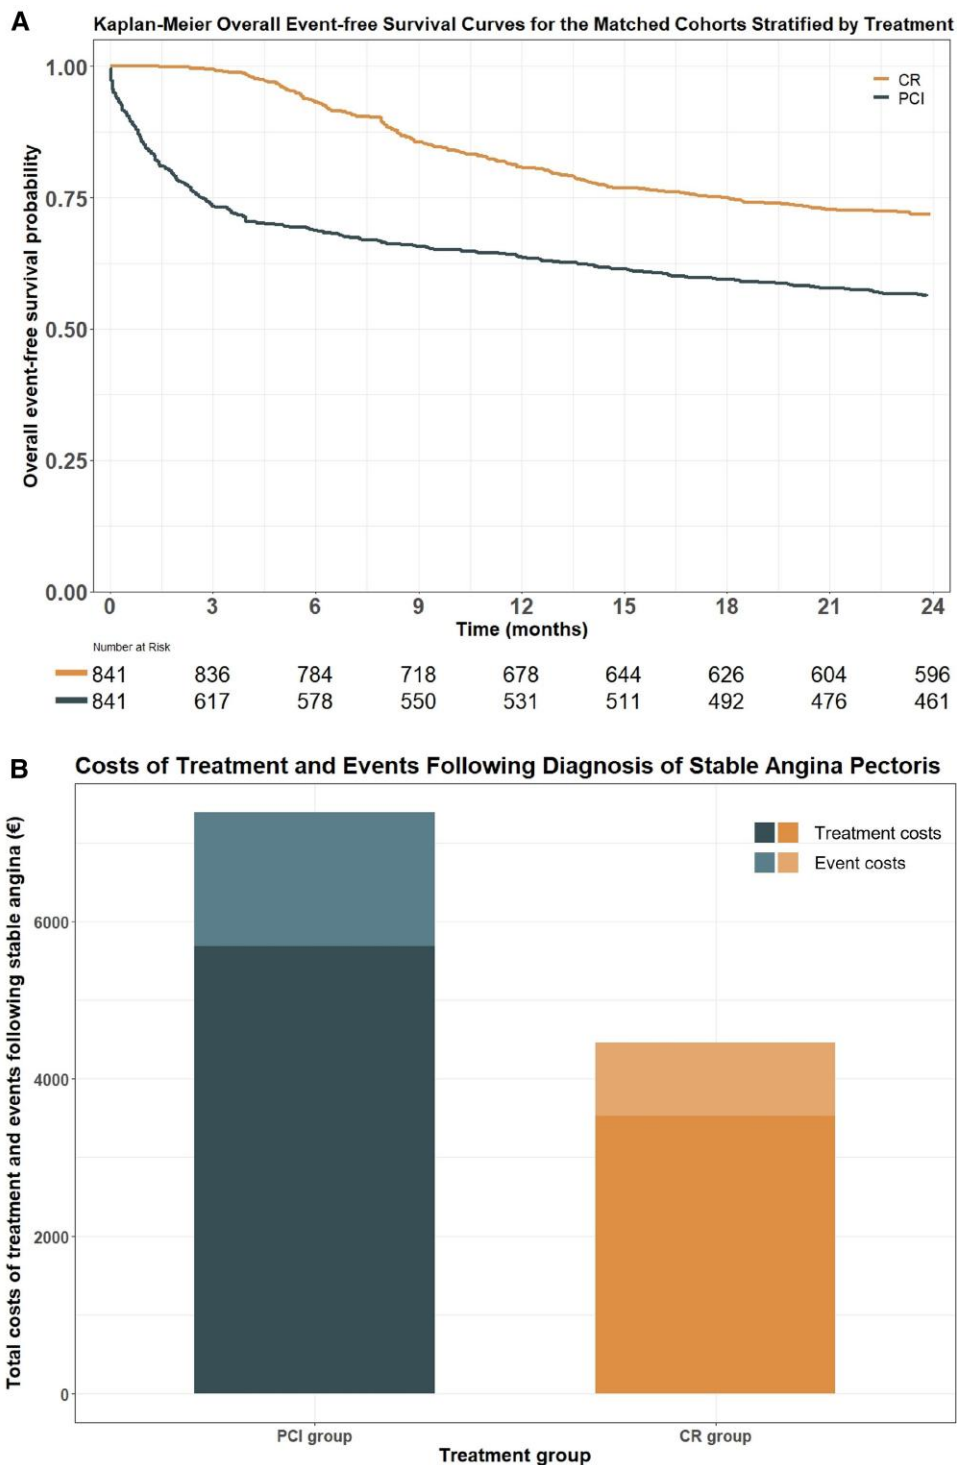 A
Kaplan-Meier Overall Event-free Survival Curves for the Matched Cohorts Stratified by Treatment
Overall event-free survival probability
1.00
0.75
0.50
0.25
0.00
CR
PCI
0 3 6 9 12 15 18 21 24
Time (months)
Number at Risk
841 836 784 718 678 644 626 604 596
841 617 578 550 531 511 492 476 461
B
Costs of Treatment and Events Following Diagnosis of Stable Angina Pectoris
Total costs of treatment and events following stable angina (€)
6000
4000
2000
0
Treatment costs
Event costs
PCI group CR group
Treatment group